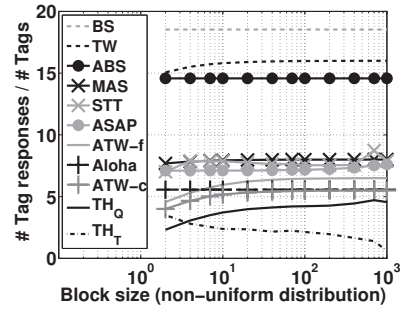 # Tag responses / # Tags
20
15
10
5
0
BS
TW
ABS
MAS
STT
ASAP
ATW-f
Aloha
ATW-c
TH_Q
TH_T
10^0
10^1
10^2
10^3
Block size (non-uniform distribution)